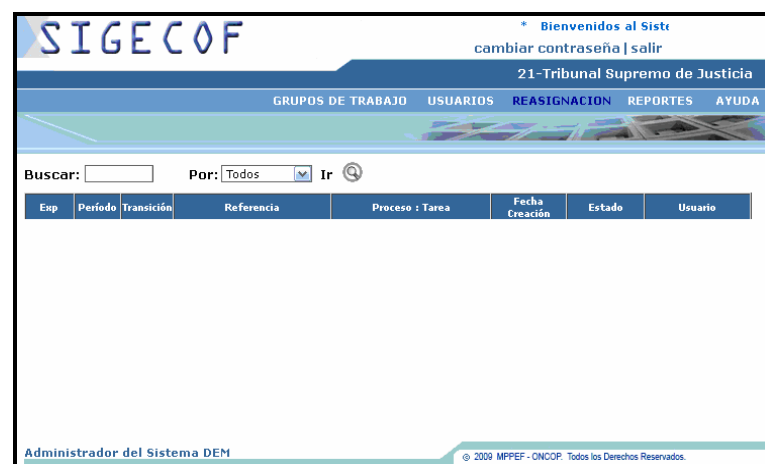 SIGECOF
* Bienvenidos al Siste
cambiar contraseña | salir
21-Tribunal Supremo de Justicia
GRUPOS DE TRABAJO USUARIOS REASIGNACION REPORTES AYUDA
Buscar: Por: Todos Ir
Exp Período Transición Referencia Proceso : Tarea Fecha Creación Estado Usuario
Administrador del Sistema DEM
© 2009 MPPEF - ONCOP. Todos los Derechos Reservados.